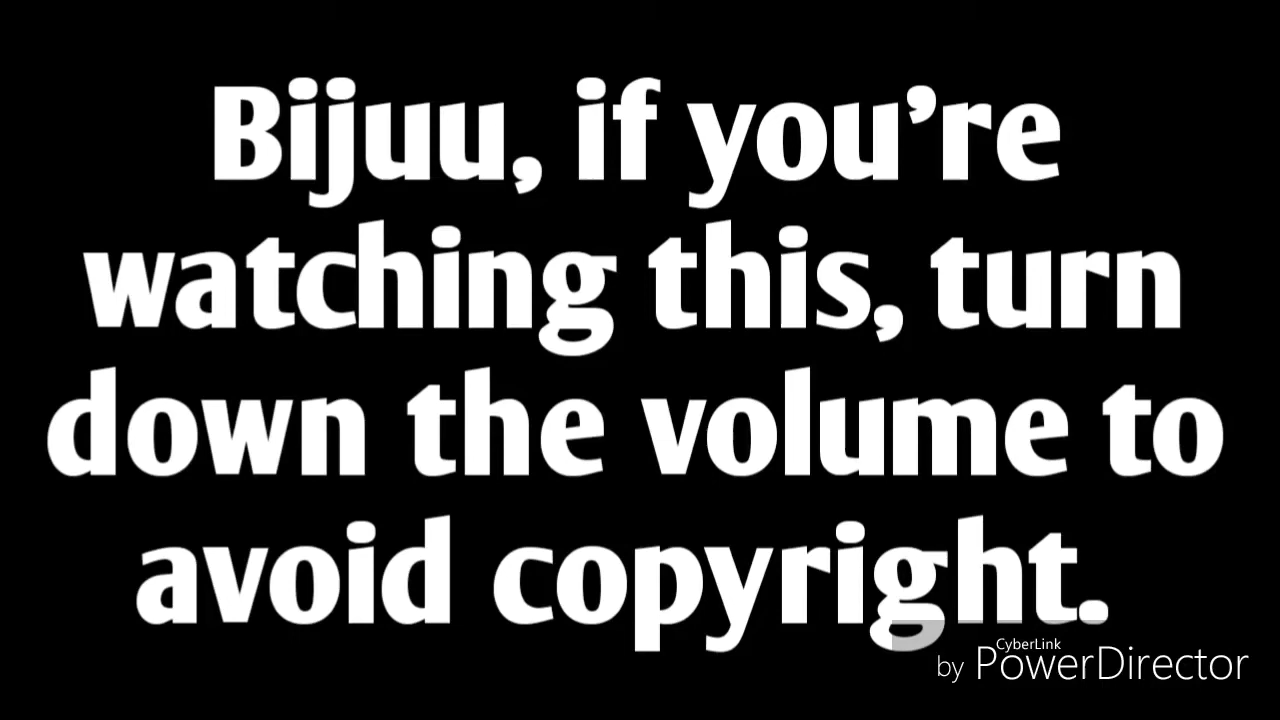 Bijuu, if you’re
watching this, turn
down the volume to
avoid copyright.
CyberLink
by PowerDirector